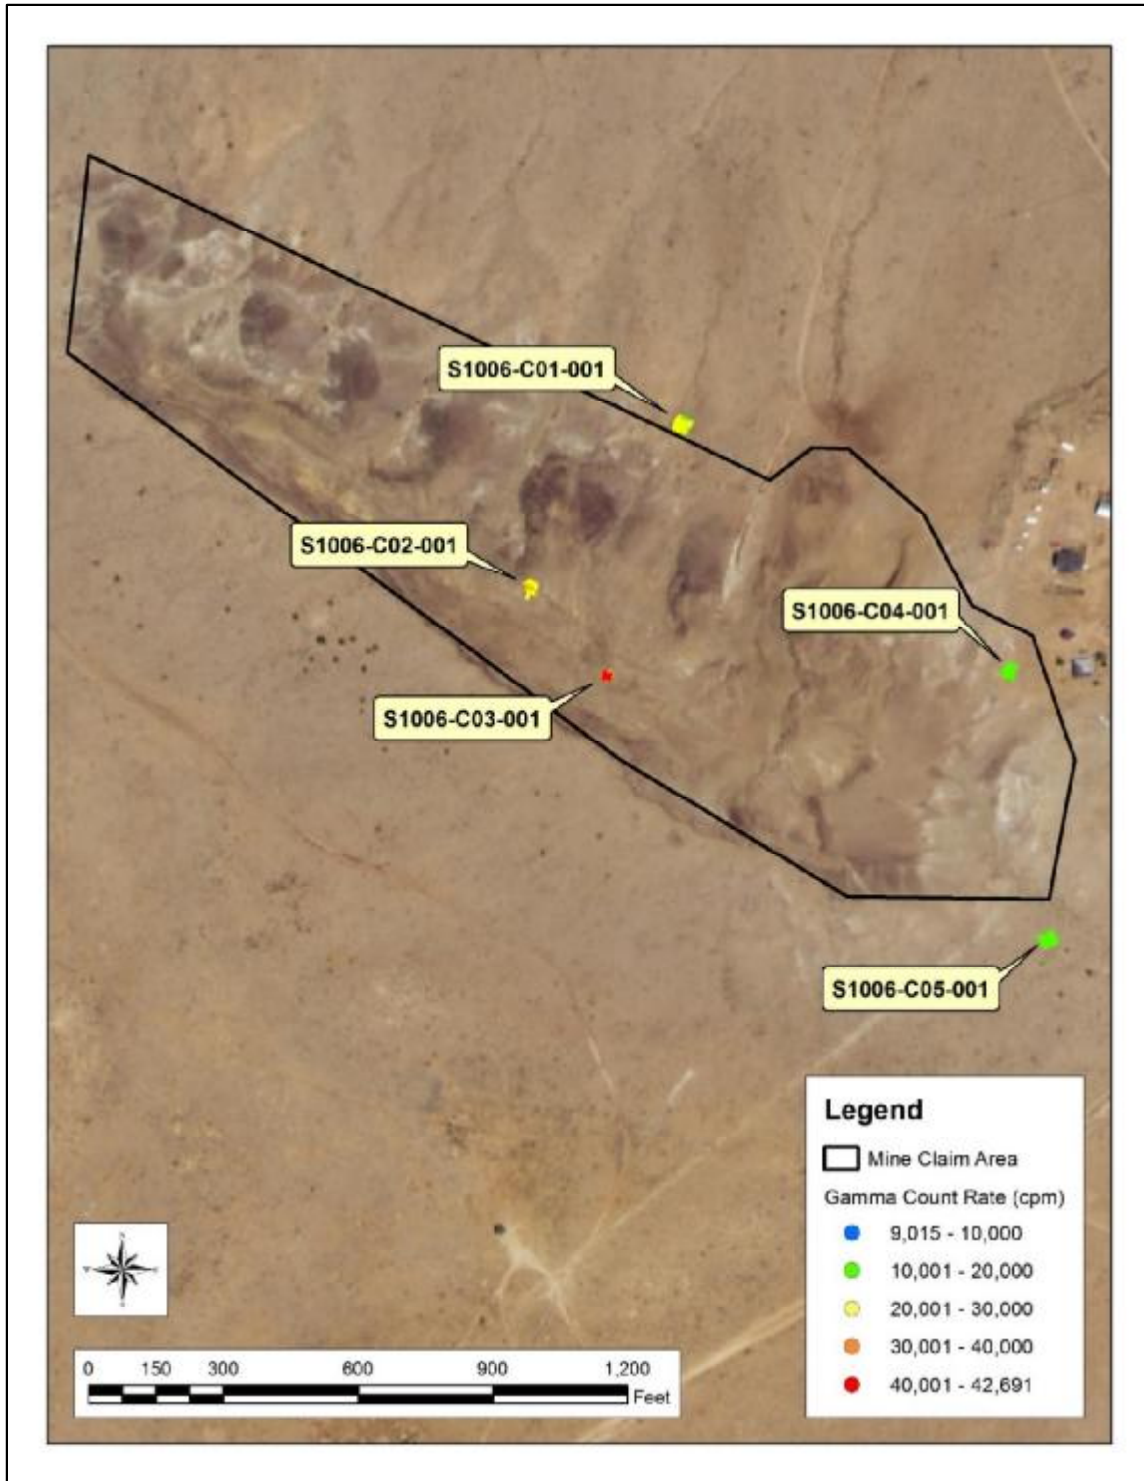 S1006-C01-001
S1006-C02-001
S1006-C04-001
S1006-C03-001
S1006-C05-001
Legend
Mine Claim Area
Gamma Count Rate (cpm)
9,015 - 10,000
10,001 - 20,000
20,001 - 30,000
30,001 - 40,000
40,001 - 42,691
0 150 300 600 900 1,200
Feet